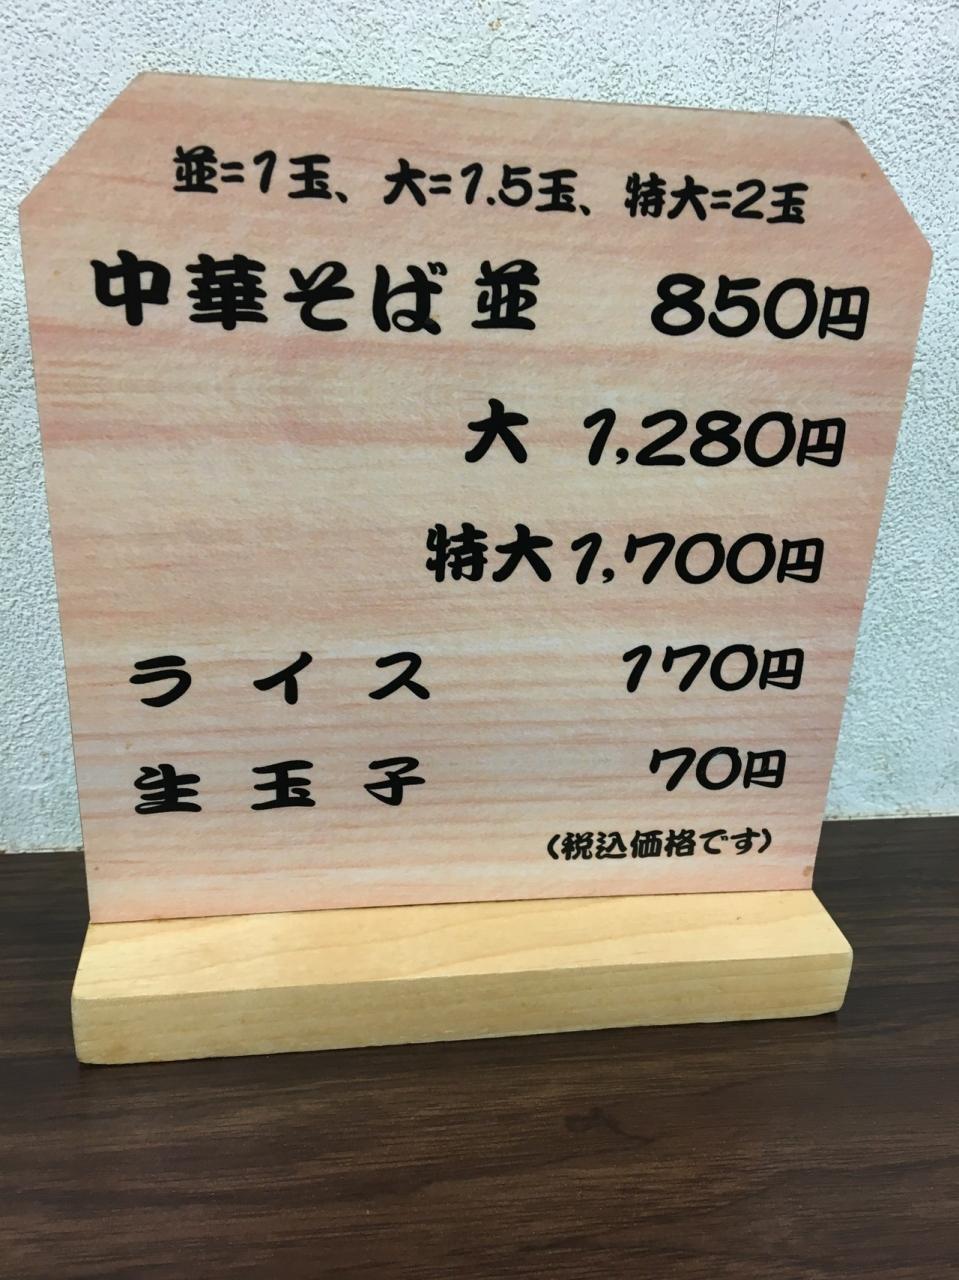 並=1玉、大=1.5玉、特大=2玉
中華そば並 850円
大 1,280円
特大 1,700円
ライス 170円
生玉子 70円
(税込価格です)